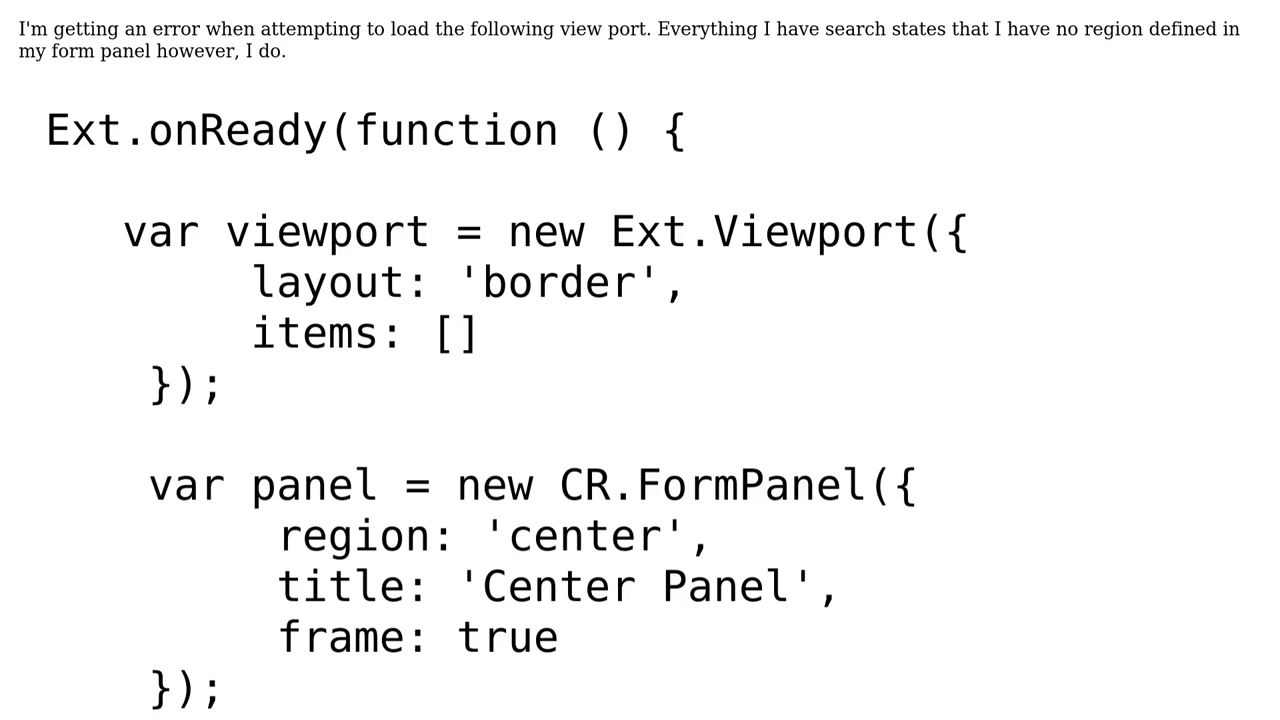 I'm getting an error when attempting to load the following view port. Everything I have search states that I have no region defined in
my form panel however, I do.
Ext.onReady(function () {
var viewport = new Ext.Viewport({
layout: 'border',
items: []
});
var panel = new CR.FormPanel({
region: 'center',
title: 'Center Panel',
frame: true
});